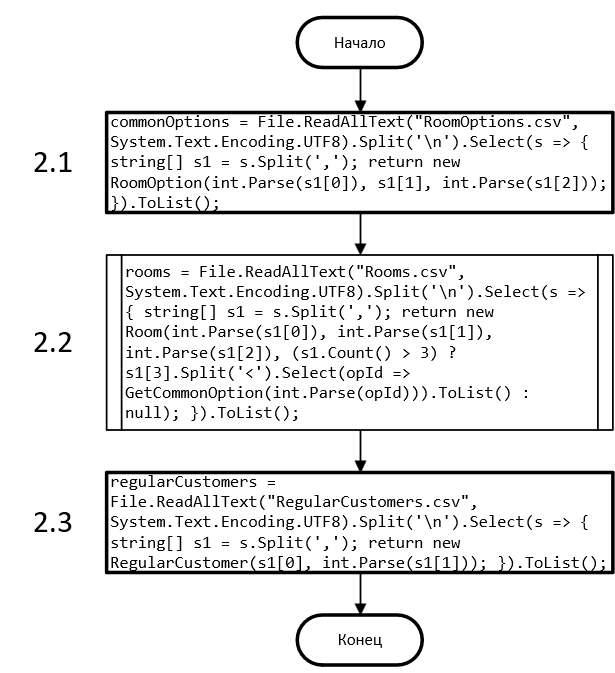 Начало
2.1
commonOptions = File.ReadAllText("RoomOptions.csv",
System.Text.Encoding.UTF8).Split('\n').Select(s => {
string[] s1 = s.Split(','); return new
RoomOption(int.Parse(s1[0]), s1[1], int.Parse(s1[2]));
}).ToList();
2.2
rooms = File.ReadAllText("Rooms.csv",
System.Text.Encoding.UTF8).Split('\n').Select(s =>
{ string[] s1 = s.Split(','); return new
Room(int.Parse(s1[0]), int.Parse(s1[1]),
int.Parse(s1[2]), (s1.Count() > 3) ?
s1[3].Split('<').Select(opId =>
GetCommonOption(int.Parse(opId))).ToList() :
null); }).ToList();
2.3
regularCustomers =
File.ReadAllText("RegularCustomers.csv",
System.Text.Encoding.UTF8).Split('\n').Select(s => {
string[] s1 = s.Split(','); return new
RegularCustomer(s1[0], int.Parse(s1[1])); }).ToList();
Конец